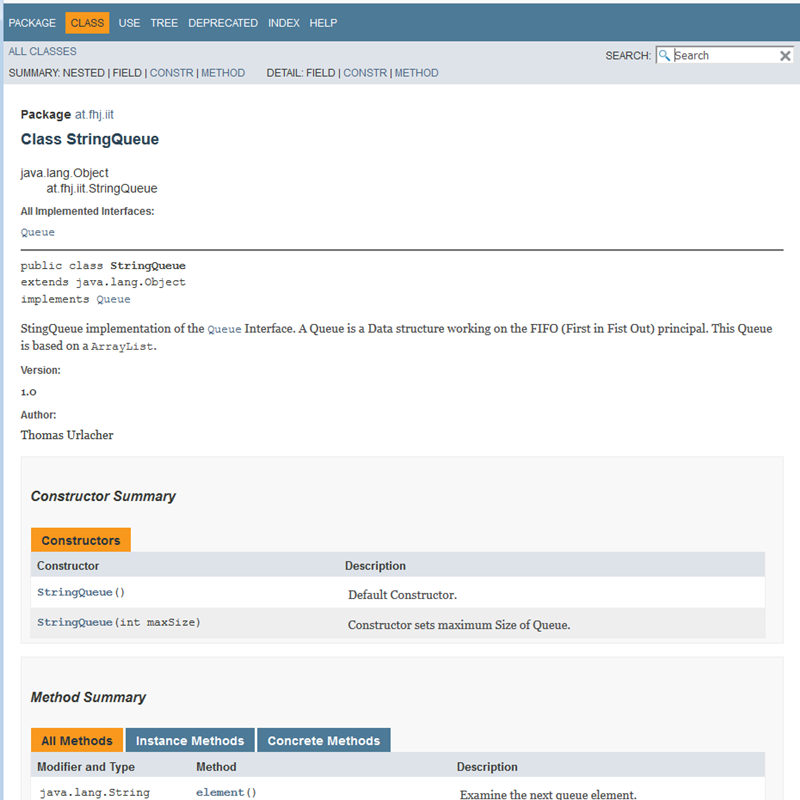 PACKAGE CLASS USE TREE DEPRECATED INDEX HELP
ALL CLASSES
SEARCH: Search
SUMMARY: NESTED | FIELD | CONSTR | METHOD DETAIL: FIELD | CONSTR | METHOD
Package at.fhj.iit
Class StringQueue
java.lang.Object
at.fhj.iit.StringQueue
All Implemented Interfaces:
Queue
public class StringQueue
extends java.lang.Object
implements Queue
StingQueue implementation of the Queue Interface. A Queue is a Data structure working on the FIFO (First in Fist Out) principal. This Queue
is based on a ArrayList.
Version:
1.0
Author:
Thomas Urlacher
Constructor Summary
Constructors
Constructor Description
StringQueue() Default Constructor.
StringQueue(int maxSize) Constructor sets maximum Size of Queue.
Method Summary
All Methods Instance Methods Concrete Methods
Modifier and Type Method Description
java.lang.String element() Examine the next queue element.